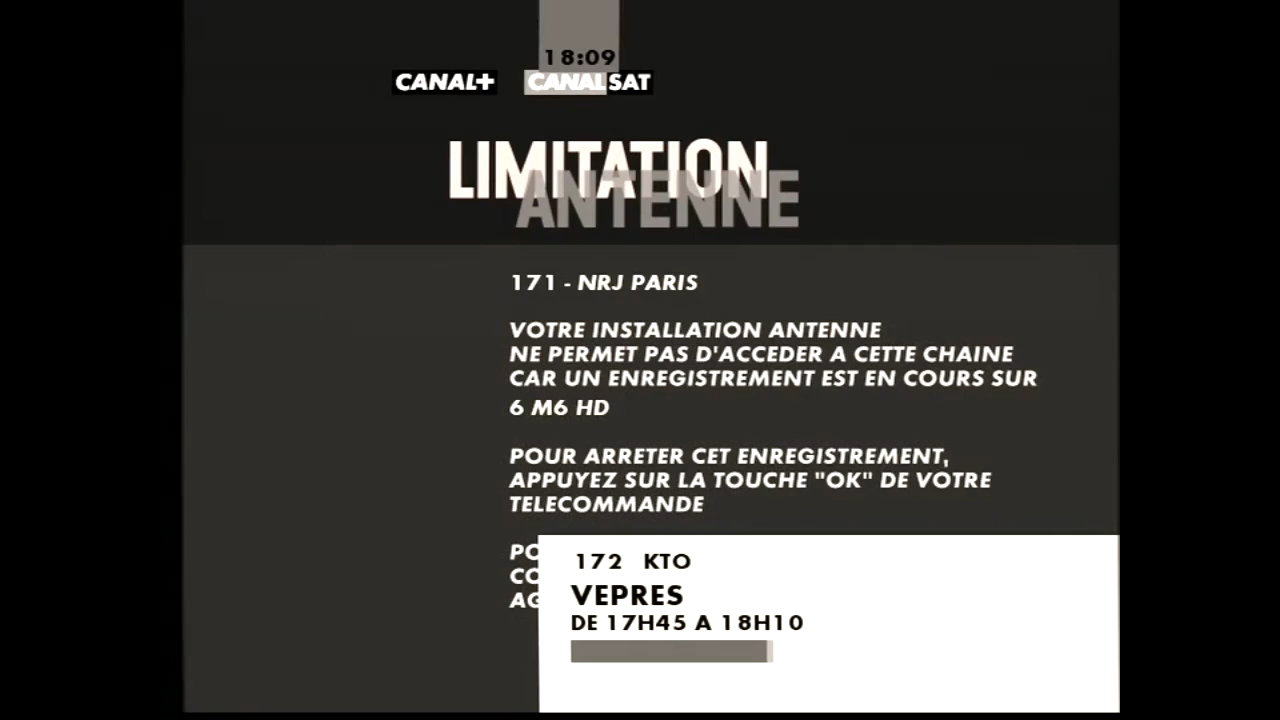 18:09
CANAL+ CANALSAT
LIMITATION
ANTENNE
171 - NRJ PARIS
VOTRE INSTALLATION ANTENNE
NE PERMET PAS D'ACCEDER A CETTE CHAINE
CAR UN ENREGISTREMENT EST EN COURS SUR
6 M6 HD
POUR ARRETER CET ENREGISTREMENT,
APPUYEZ SUR LA TOUCHE "OK" DE VOTRE
TELECOMMANDE
172 KTO
VEPRES
DE 17H45 A 18H10